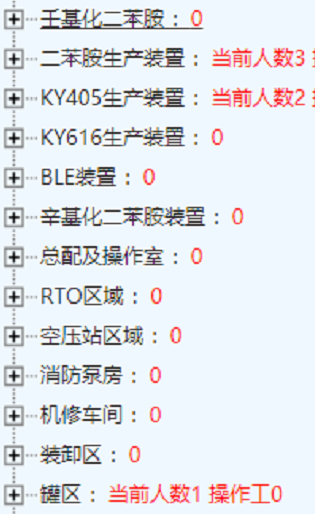 壬基化二苯胺： 0
二苯胺生产装置： 当前人数3
KY405生产装置： 当前人数2
KY616生产装置： 0
BLE装置： 0
辛基化二苯胺装置： 0
总配及操作室： 0
RTO区域： 0
空压站区域： 0
消防泵房： 0
机修车间： 0
装卸区： 0
罐区： 当前人数1 操作工0